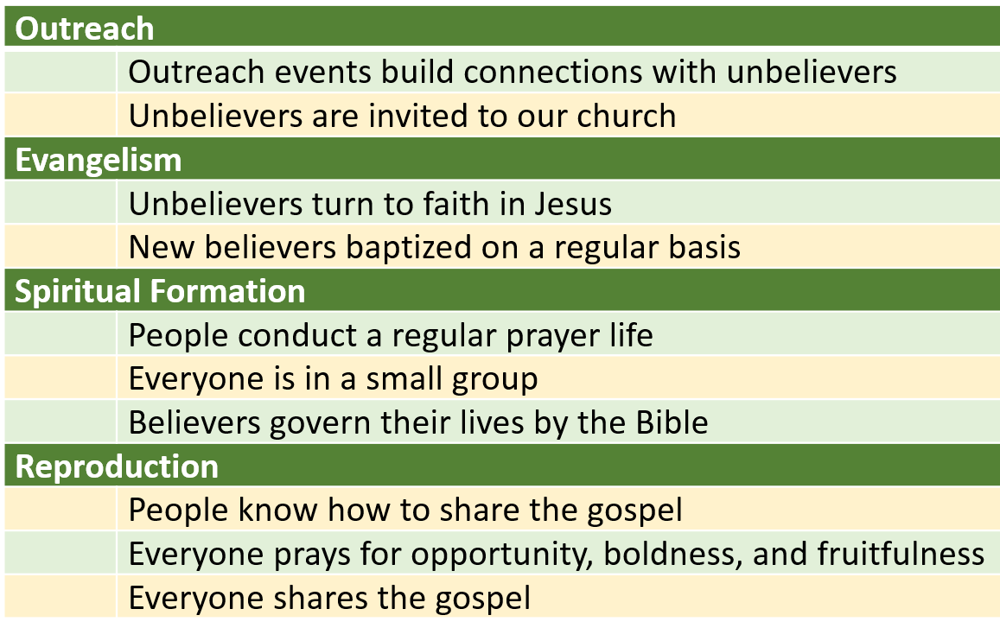 Outreach
Outreach events build connections with unbelievers
Unbelievers are invited to our church
Evangelism
Unbelievers turn to faith in Jesus
New believers baptized on a regular basis
Spiritual Formation
People conduct a regular prayer life
Everyone is in a small group
Believers govern their lives by the Bible
Reproduction
People know how to share the gospel
Everyone prays for opportunity, boldness, and fruitfulness
Everyone shares the gospel